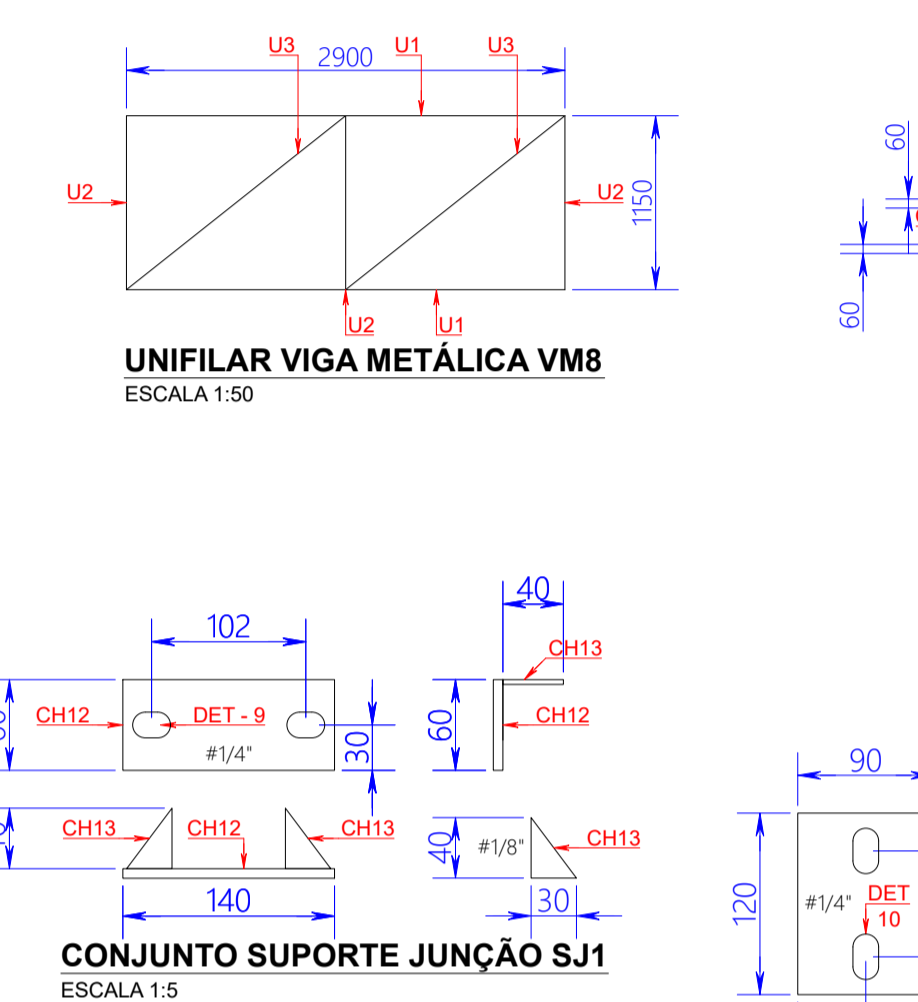 U3
U1
U3
2900
U2
U2
1150
U2
U1
UNIFILAR VIGA METÁLICA VM8
ESCALA 1:50
60
60
102
40
CH13
CH12
DET - 9
#1/4"
30
60
CH12
CH13
CH12
CH13
40
#1/8"
CH13
140
30
CONJUNTO SUPORTE JUNÇÃO SJ1
ESCALA 1:5
90
120
#1/4"
DET
10